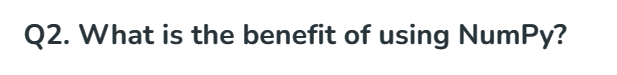 Q2. What is the benefit of using NumPy?